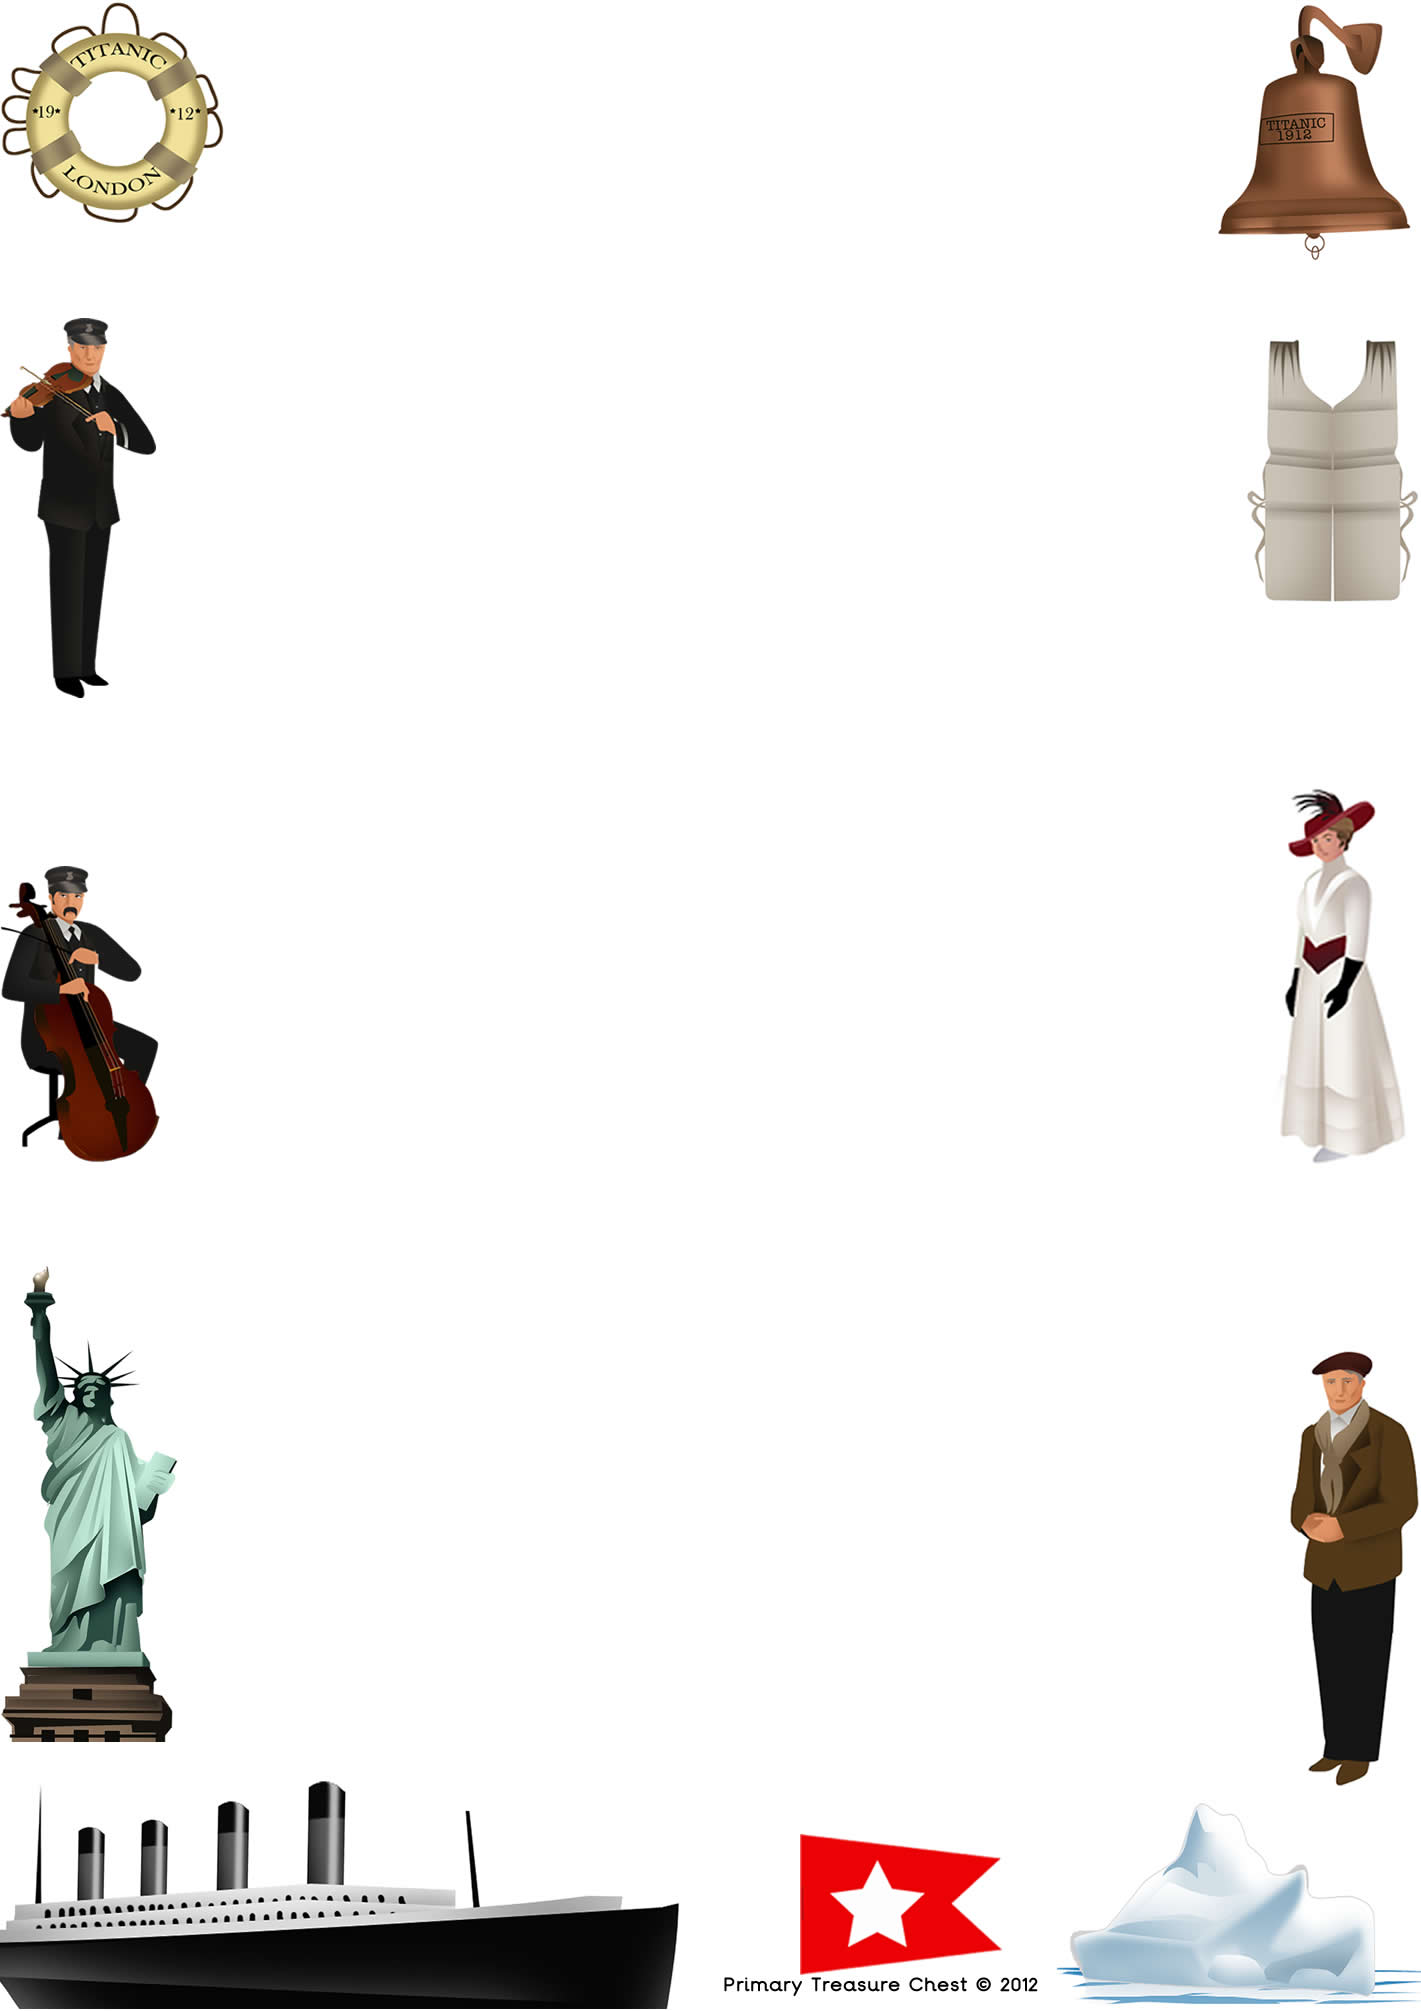 TITANIC
★19★ ★12★
LONDON
TITANIC
1912
Primary Treasure Chest © 2012